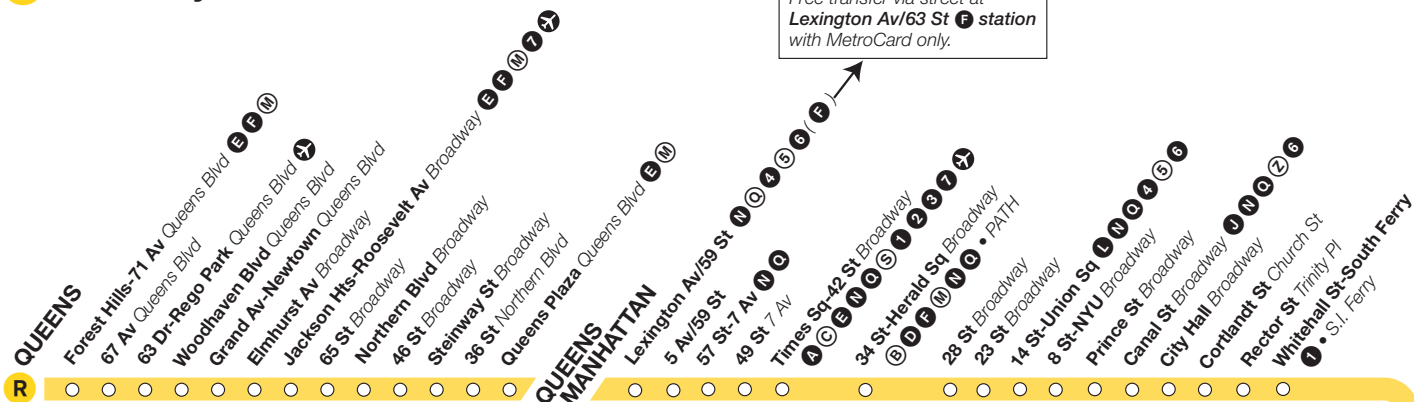 Free transfer via street at
Lexington Av/63 St F station
with MetroCard only.
QUEENS
Forest Hills-71 Av Queens Blvd E F M
67 Av Queens Blvd
63 Dr-Rego Park Queens Blvd
Woodhaven Blvd Queens Blvd
Grand Av-Newtown Queens Blvd
Elmhurst Av Broadway
Jackson Hts-Roosevelt Av Broadway E F M 7
65 St Broadway
Northern Blvd Broadway
46 St Broadway
Steinway St Broadway
36 St Northern Blvd
Queens Plaza Queens Blvd E M
QUEENS
MANHATTAN
Lexington Av/59 St N Q 4 5 6 (F)
5 Av/59 St
57 St-7 Av N Q
49 St 7 Av
Times Sq-42 St Broadway
A C E N Q S 1 2 3 7
34 St-Herald Sq Broadway
B D F M N Q • PATH
28 St Broadway
23 St Broadway
14 St-Union Sq L N Q 4 5 6
8 St-NYU Broadway
Prince St Broadway
Canal St Broadway J N Q Z 6
City Hall Broadway
Cortlandt St Church St
Rector St Trinity Pl
Whitehall St-South Ferry
1 • S.I. Ferry
R